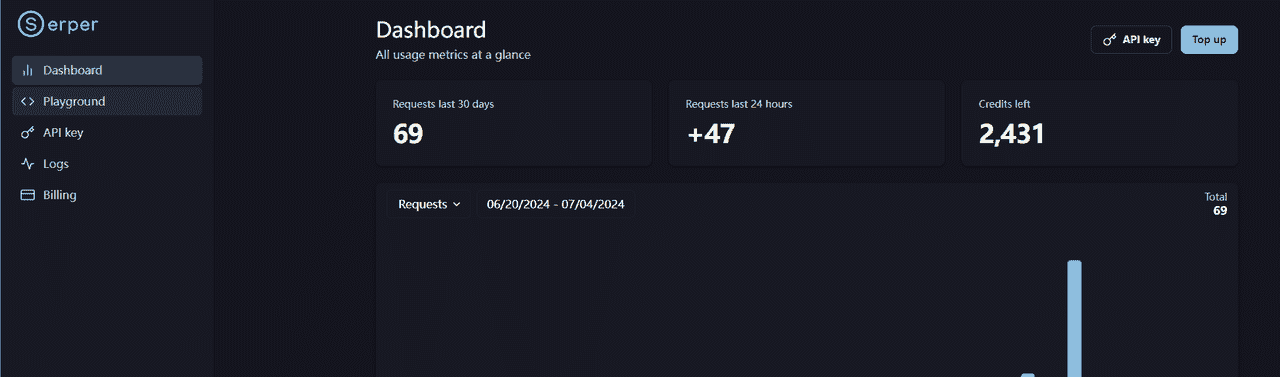 Serper
Dashboard
Playground
API key
Logs
Billing
Dashboard
All usage metrics at a glance
API key
Top up
Requests last 30 days
69
Requests last 24 hours
+47
Credits left
2,431
Requests
06/20/2024 - 07/04/2024
Total
69